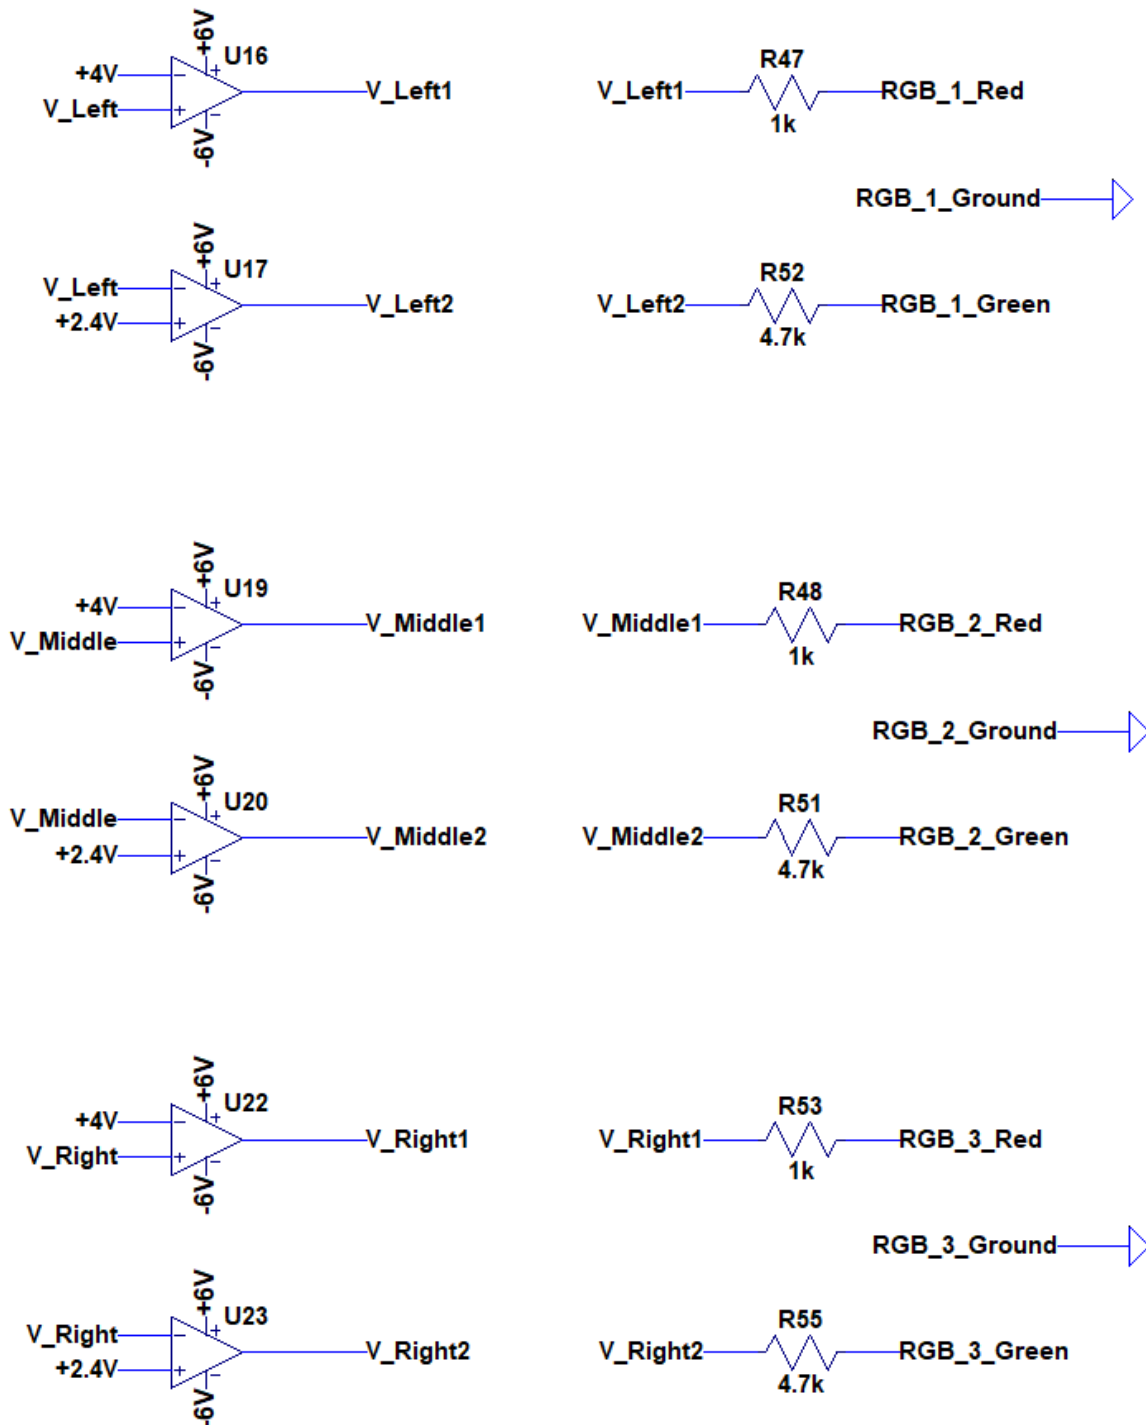 +6V
U16
+4V
V_Left
V_Left1
-6V
V_Left1
R47
1k
RGB_1_Red
RGB_1_Ground
+6V
U17
V_Left
+2.4V
V_Left2
-6V
V_Left2
R52
4.7k
RGB_1_Green
+6V
U19
+4V
V_Middle
V_Middle1
-6V
V_Middle1
R48
1k
RGB_2_Red
RGB_2_Ground
+6V
U20
V_Middle
+2.4V
V_Middle2
-6V
V_Middle2
R51
4.7k
RGB_2_Green
+6V
U22
+4V
V_Right
V_Right1
-6V
V_Right1
R53
1k
RGB_3_Red
RGB_3_Ground
+6V
U23
V_Right
+2.4V
V_Right2
-6V
V_Right2
R55
4.7k
RGB_3_Green